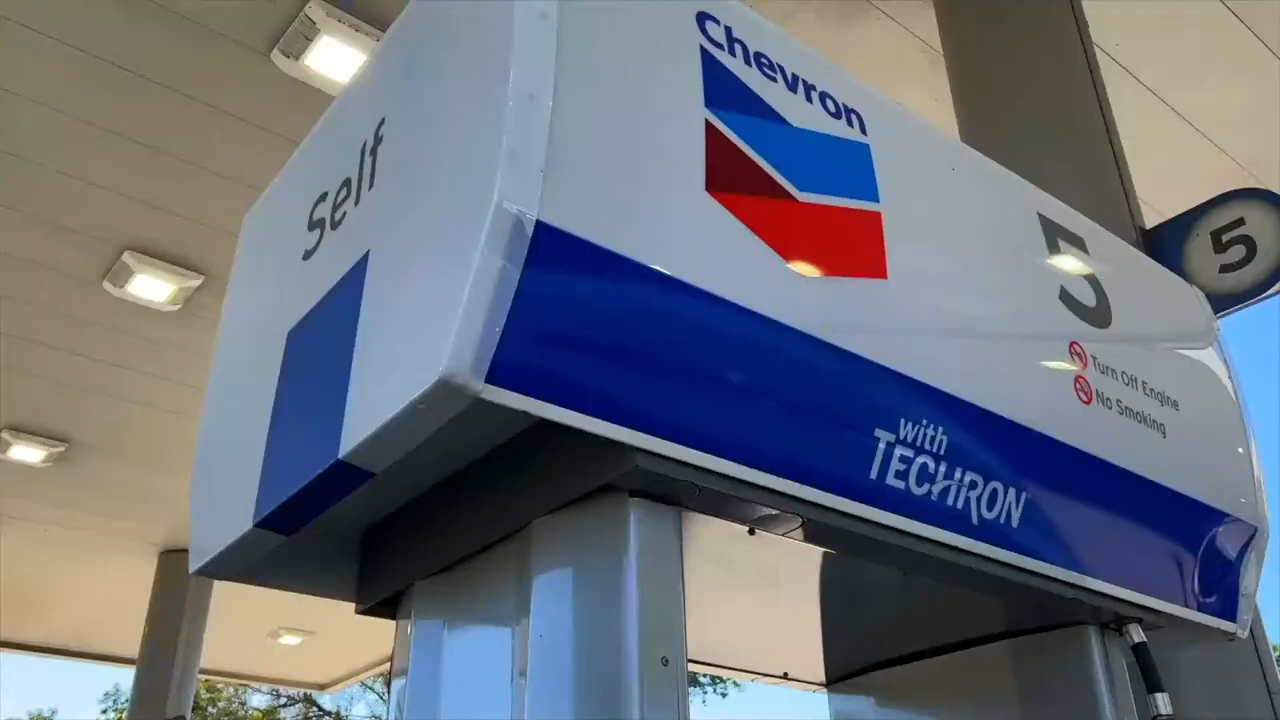 Self
Chevron
5
5
Turn Off Engine
No Smoking
with
TECHRON